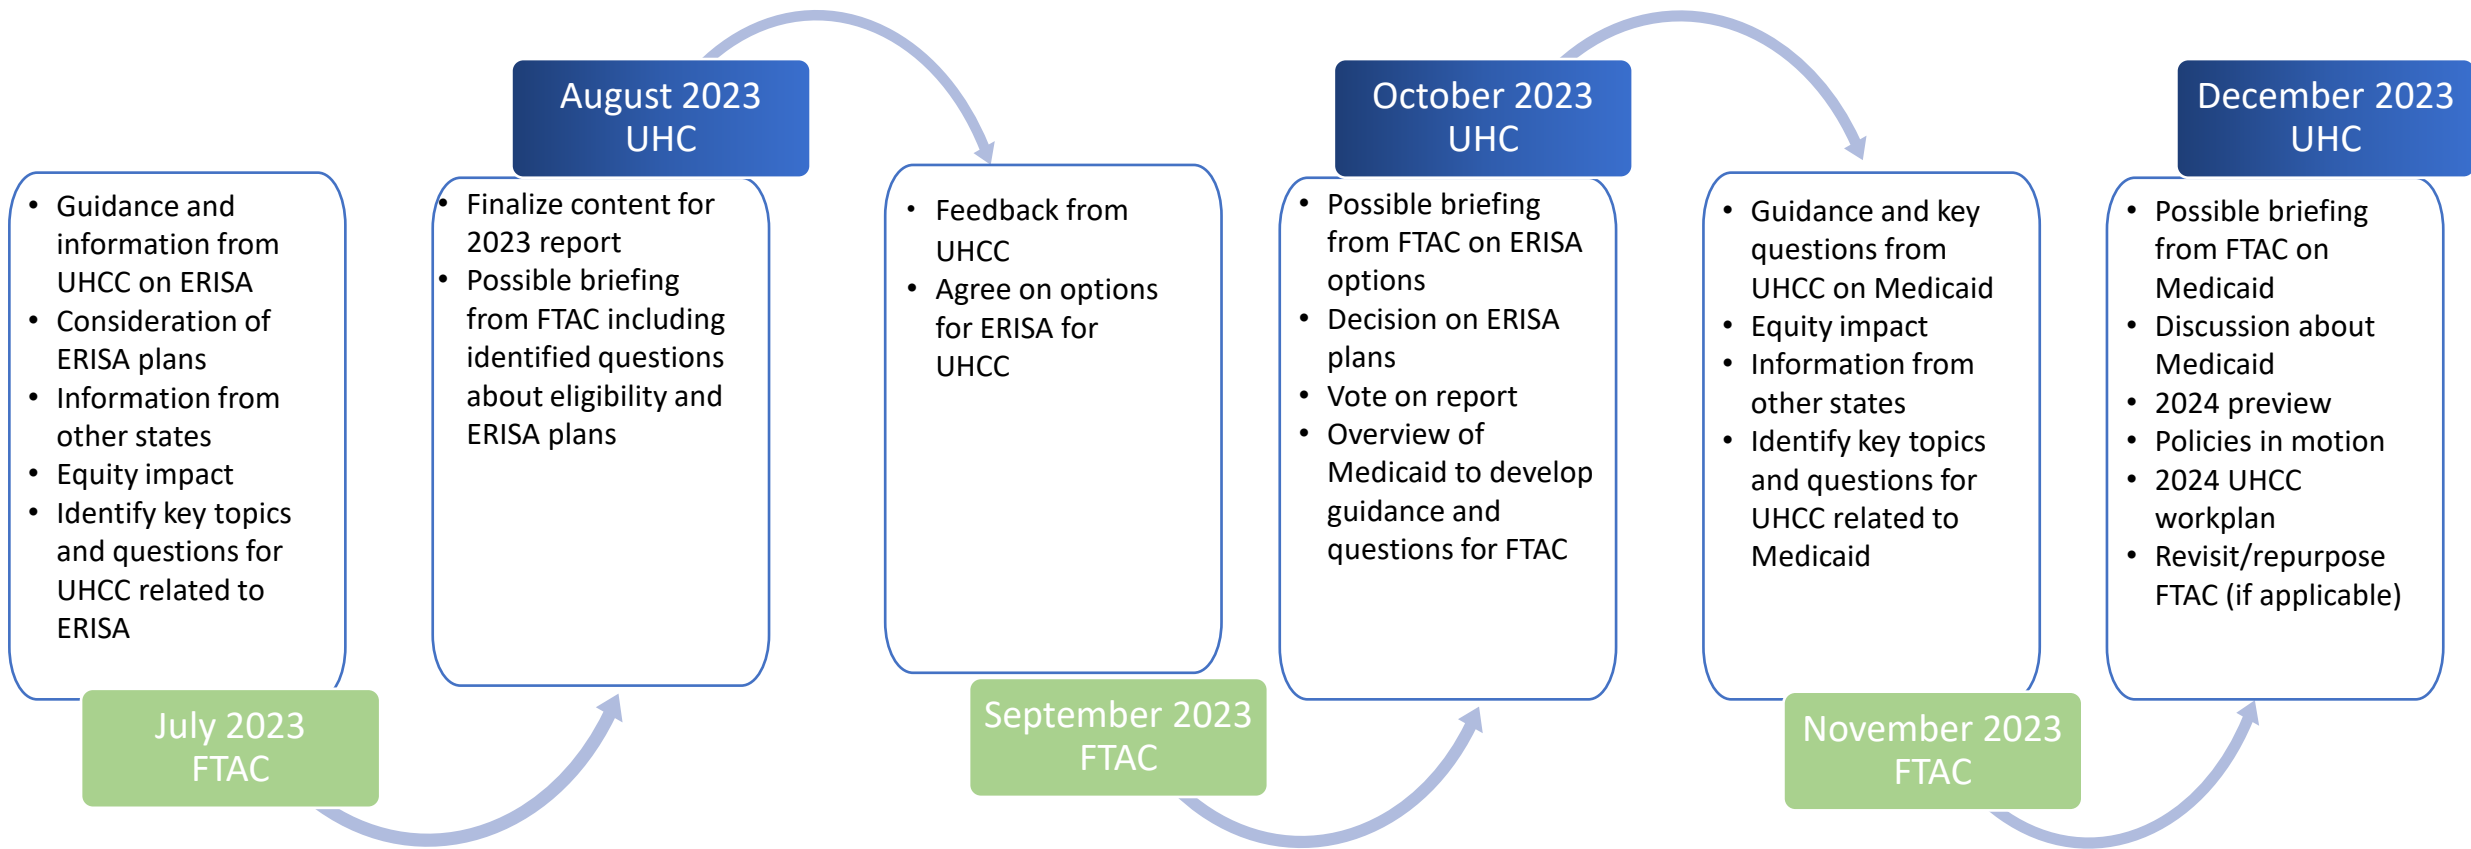 • Guidance and
information from
UHCC on ERISA
• Consideration of
ERISA plans
• Information from
other states
• Equity impact
• Identify key topics
and questions for
UHCC related to
ERISA
July 2023
FTAC
August 2023
UHC
• Finalize content for
2023 report
• Possible briefing
from FTAC including
identified questions
about eligibility and
ERISA plans
• Feedback from
UHCC
• Agree on options
for ERISA for
UHCC
September 2023
FTAC
October 2023
UHC
• Possible briefing
from FTAC on ERISA
options
• Decision on ERISA
plans
• Vote on report
• Overview of
Medicaid to develop
guidance and
questions for FTAC
• Guidance and key
questions from
UHCC on Medicaid
• Equity impact
• Information from
other states
• Identify key topics
and questions for
UHCC related to
Medicaid
November 2023
FTAC
December 2023
UHC
• Possible briefing
from FTAC on
Medicaid
• Discussion about
Medicaid
• 2024 preview
• Policies in motion
• 2024 UHCC
workplan
• Revisit/repurpose
FTAC (if applicable)